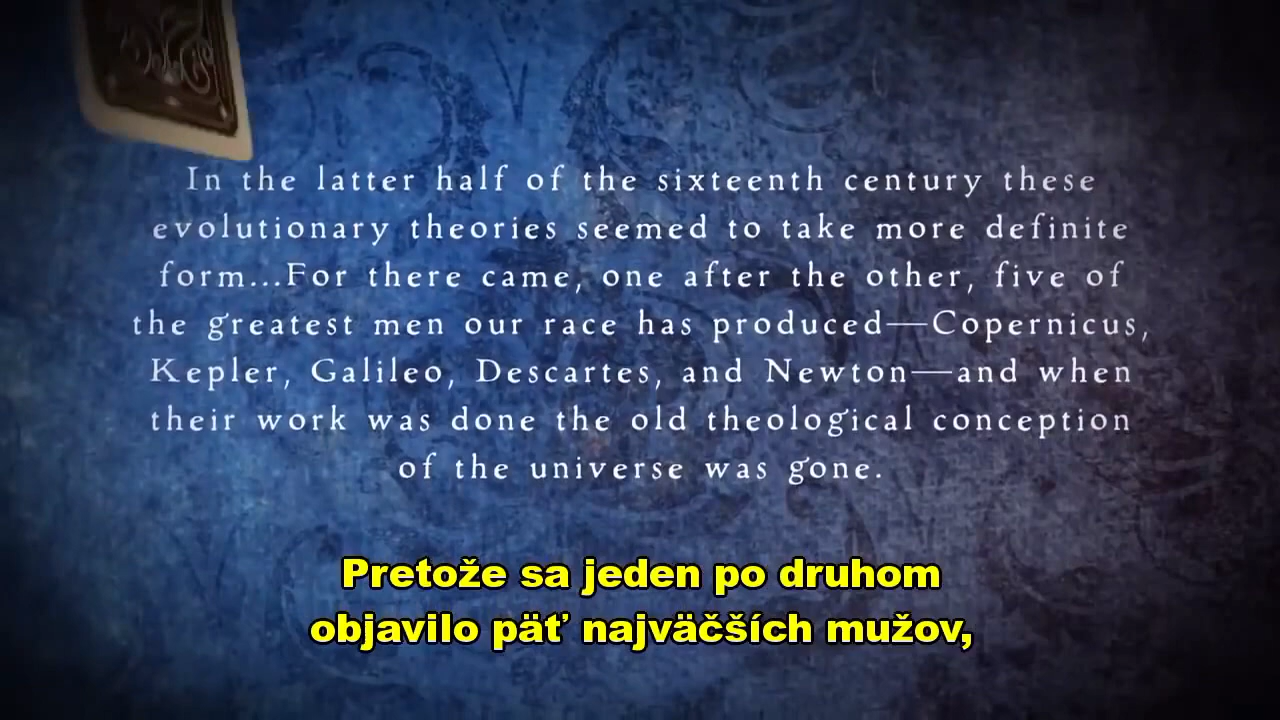 In the latter half of the sixteenth century these
evolutionary theories seemed to take more definite
form...For there came, one after the other, five of
the greatest men our race has produced—Copernicus,
Kepler, Galileo, Descartes, and Newton—and when
their work was done the old theological conception
of the universe was gone.
Pretože sa jeden po druhom
objavilo päť najväčších mužov,